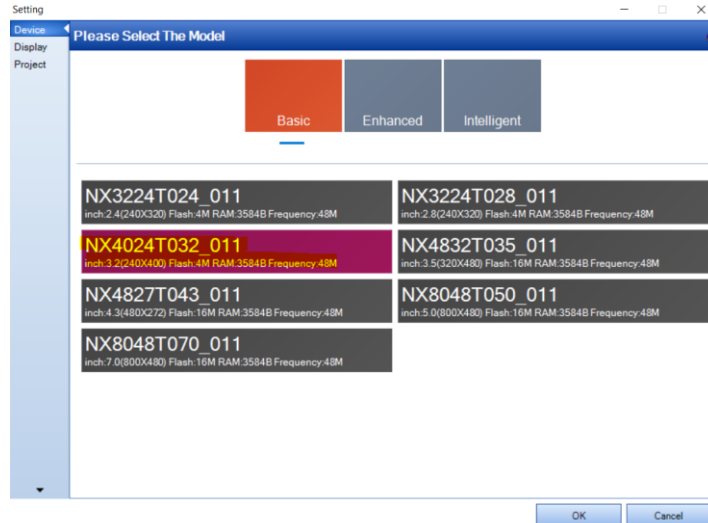 Setting
Device
Display
Project
Please Select The Model
Basic
Enhanced
Intelligent
NX3224T024_011
inch:2.4(240X320) Flash:4M RAM:3584B Frequency:48M
NX3224T028_011
inch:2.8(240X320) Flash:4M RAM:3584B Frequency:48M
NX4024T032_011
inch:3.2(240X400) Flash:4M RAM:3584B Frequency:48M
NX4832T035_011
inch:3.5(320X480) Flash:16M RAM:3584B Frequency:48M
NX4827T043_011
inch:4.3(480X272) Flash:16M RAM:3584B Frequency:48M
NX8048T050_011
inch:5.0(800X480) Flash:16M RAM:3584B Frequency:48M
NX8048T070_011
inch:7.0(800X480) Flash:16M RAM:3584B Frequency:48M
OK
Cancel